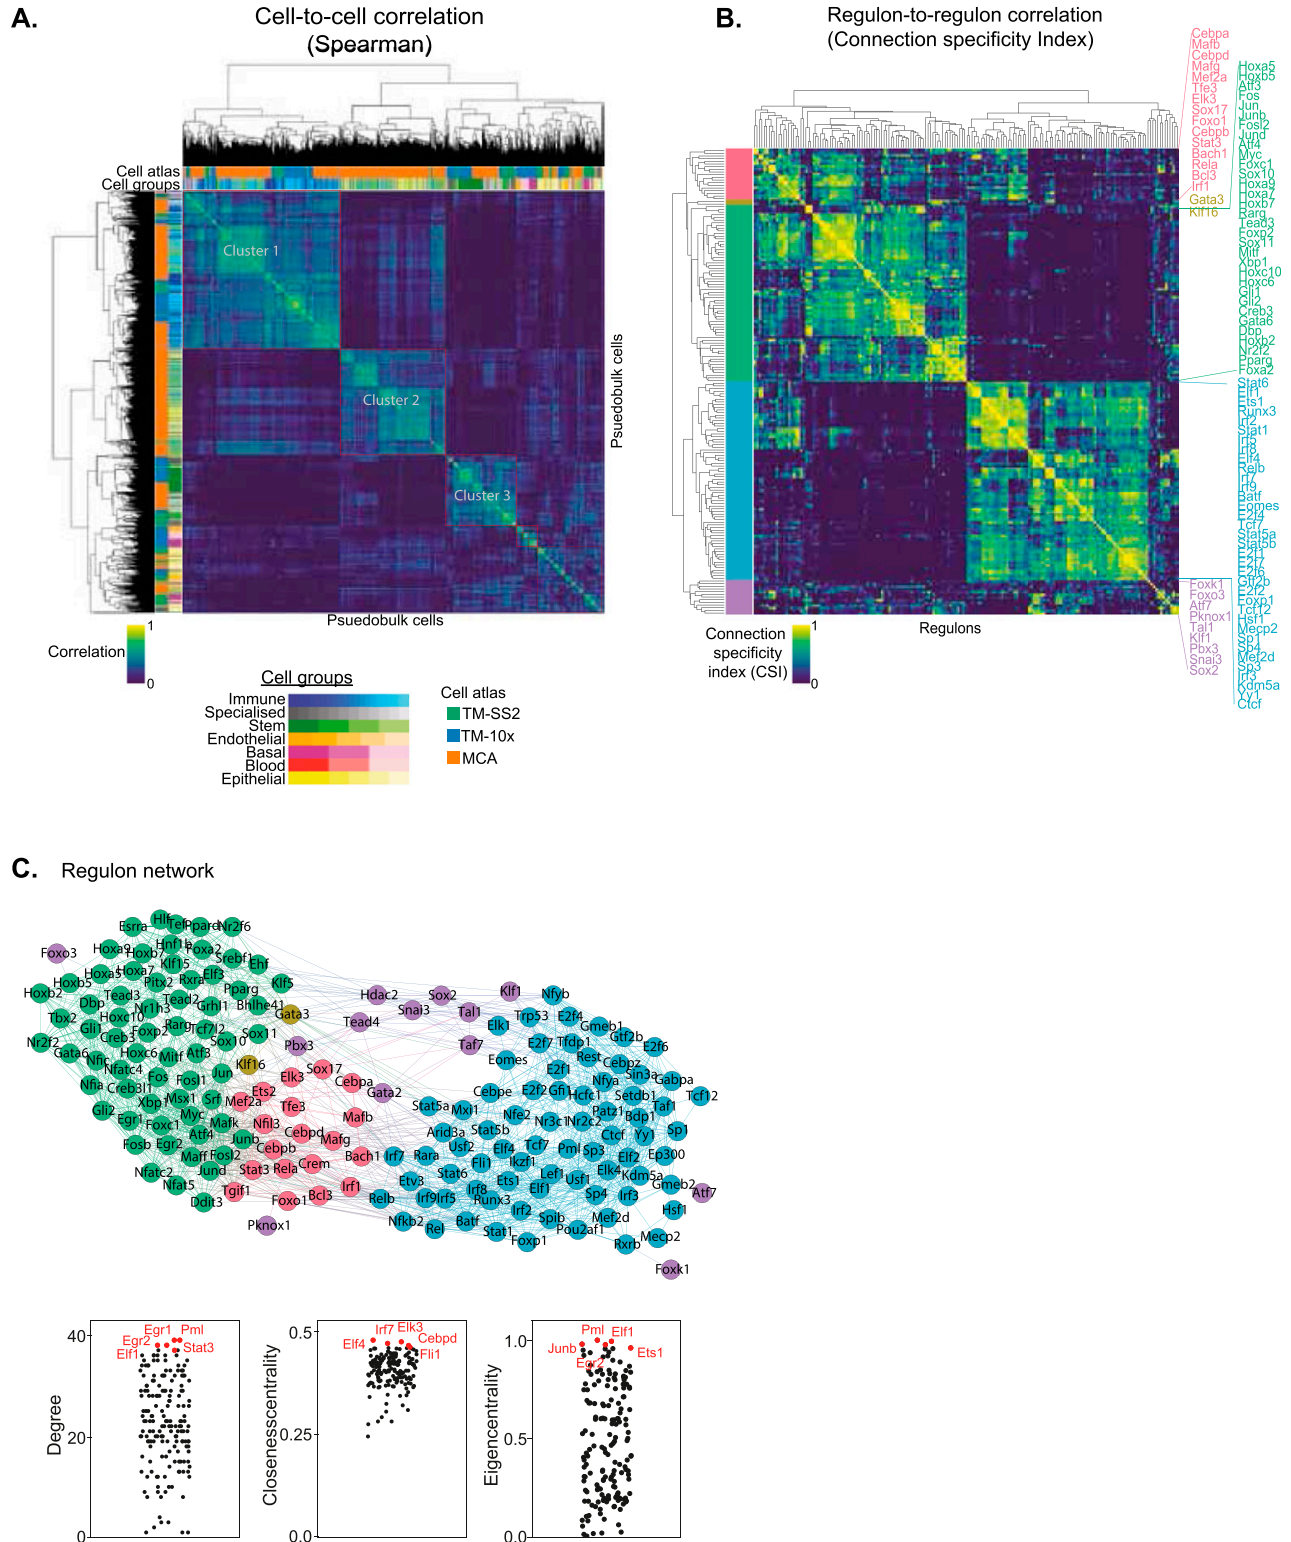 A.
Cell-to-cell correlation
(Spearman)
Cell atlas
Cell groups
Cluster 1
Cluster 2
Cluster 3
Psuedobulk cells
Psuedobulk cells
1
Correlation
0
Cell groups
Immune
Specialised
Stem
Endothelial
Basal
Blood
Epithelial
Cell atlas
TM-SS2
TM-10x
MCA
B.
Regulon-to-regulon correlation
(Connection specificity Index)
Cebpa
Mafb
Cebpd
Mafg
Mef2a
Tfe3
Elk3
Sox17
Foxo1
Cebpb
Stat3
Bach1
Rela
Bcl3
Irf1
Gata3
Klf16
Hoxa5
Hoxb5
Atf3
Fos
Jun
Junb
Fosl2
Jund
Atf4
Myc
Foxc1
Sox10
Hoxa9
Hoxa7
Hoxb7
Rarg
Tead3
Foxp2
Sox11
Mitf
Xbp1
Hoxc10
Hoxc6
Gli1
Gli2
Creb3
Gata6
Dbp
Hoxb2
Nr2f2
Pparg
Foxa2
Stat6
Elf1
Ets1
Runx3
Irf2
Stat1
Irf5
Irf8
Elf4
Relb
Irf7
Irf9
Batf
Eomes
E2f4
Tcf7
Stat5a
Stat5b
E2f1
E2f7
E2f6
Gtf2b
E2f2
Foxp1
Tcf12
Hsf1
Mecp2
Sp1
Sp4
Mef2d
Sp3
Irf3
Kdm5a
Yy1
Ctcf
Foxk1
Foxo3
Atf7
Pknox1
Tal1
Klf1
Pbx3
Snai3
Sox2
Regulons
Connection
specificity
index (CSI)
1
0
C.
Regulon network
Esrra Hlf Tef Ppard Nr2f6
Foxo3 Hoxa9 Hoxb7 Hnf1b Foxa2 Srebf1 Ehf
Hoxb5 Hoxa5 Hoxa7 Klf15 Rxra Elf3 Klf5
Hoxb2 Dbp Tead3 Pitx2 Tead2 Grhl1 Pparg Bhlhe41
Tbx2 Gli1 Hoxc10 Nr1h3 Rarg Tcf7l2 Sox11 Gata3
Nr2f2 Creb3 Foxp2 Sox10 Pbx3
Gata6 Nfic Hoxc6 Mitf Atf3 Klf16
Nfia Nfatc4 Creb3l1 Fos Fosl1 Jun
Gli2 Xbp1 Msx1 Srf Mef2a Ets2 Elk3 Sox17 Cebpa Gata2
Egr1 Foxc1 Myc Mafk Nfil3 Tfe3 Mafb
Fosb Egr2 Atf4 Junb Cebpb Cebpd Mafg
Nfatc2 Maff Fosl2 Jund Stat3 Rela Crem Bach1
Nfat5 Ddit3 Tgif1 Foxo1 Bcl3 Irf1
Pknox1
Hdac2 Sox2 Klf1 Nfyb
Tead4 Snai3 Tal1 Elk1 Trp53 E2f4 Gmeb1
Taf7 Eomes E2f7 Tfdp1 Gtf2b E2f6
E2f1 Rest Cebpz Sin3a Gabpa
Cebpe E2f2 Gfi1 Nfya Hcfc1 Setdb1 Taf1 Tcf12
Stat5a Mxi1 Nfe2 Nr3c1 Nr2c2 Patz1 Bdp1 Sp1
Arid3a Stat5b Ctcf Yy1
Irf7 Rara Usf2 Elf4 Tcf7 Pml Sp3 Elf2 Ep300
Stat6 Fli1 Ikzf1 Lef1 Usf1 Elk4 Kdm5a Gmeb2 Atf7
Relb Etv3 Irf9 Irf5 Irf8 Runx3 Ets1 Elf1 Sp4 Irf3 Hsf1
Nfkb2 Rel Batf Stat1 Irf2 Spib Pou2af1 Mef2d Mecp2
Foxp1 Rxrb
Foxk1
Degree
40
20
0
Egr1
Pml
Egr2
Stat3
Elf1
Closenesscentrality
0.5
0.25
0.0
Irf7
Elk3
Elf4
Cebpd
Fli1
Eigencentrality
1.0
0.5
0.0
Pml
Elf1
Junb
Ets1
Egr2